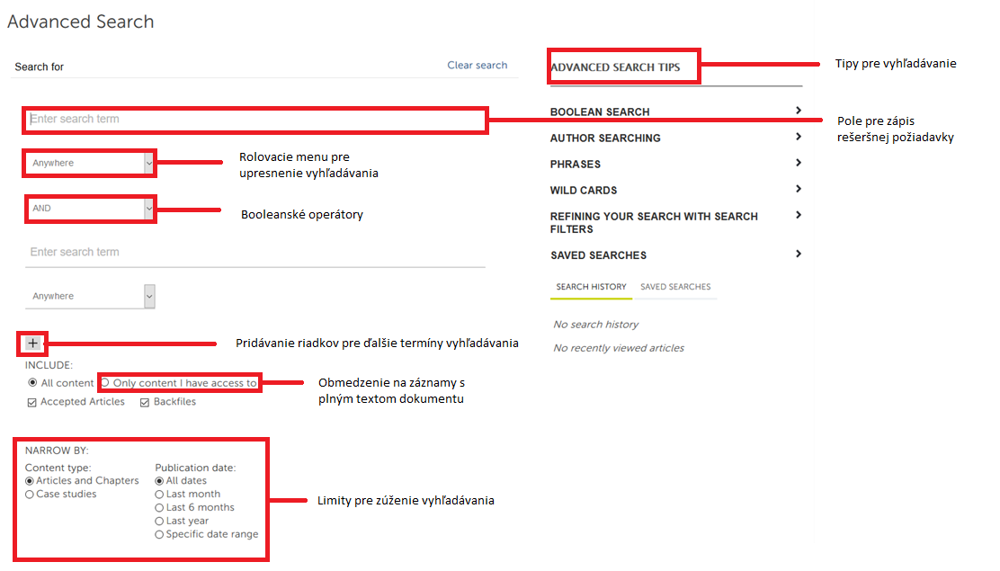 Advanced Search
Search for
Clear search
Enter search term
Anywhere
Rolovacie menu pre
upresnenie vyhľadávania
AND
Booleanské operátory
Enter search term
Anywhere
+
Pridávanie riadkov pre ďalšie termíny vyhľadávania
INCLUDE:
All content
Only content I have access to
Obmedzenie na záznamy s
plným textom dokumentu
Accepted Articles
Backfiles
NARROW BY:
Content type:
Articles and Chapters
Case studies
Publication date:
All dates
Last month
Last 6 months
Last year
Specific date range
Limity pre zúženie vyhľadávania
ADVANCED SEARCH TIPS
Tipy pre vyhľadávanie
Pole pre zápis
rešeršnej požiadavky
BOOLEAN SEARCH
AUTHOR SEARCHING
PHRASES
WILD CARDS
REFINING YOUR SEARCH WITH SEARCH
FILTERS
SAVED SEARCHES
SEARCH HISTORY
SAVED SEARCHES
No search history
No recently viewed articles